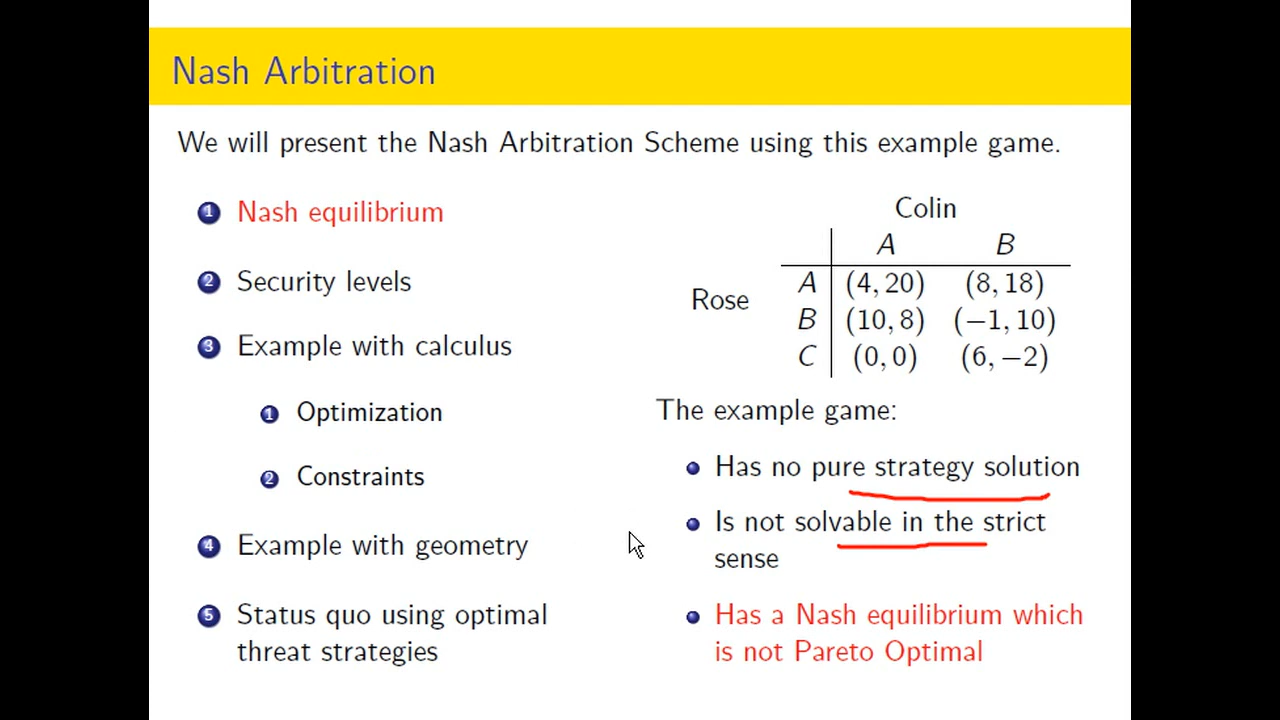 Nash Arbitration
We will present the Nash Arbitration Scheme using this example game.
1 Nash equilibrium
2 Security levels
3 Example with calculus
1 Optimization
2 Constraints
4 Example with geometry
5 Status quo using optimal
threat strategies
Colin
A B
Rose
A (4, 20) (8, 18)
B (10, 8) (−1, 10)
C (0, 0) (6, −2)
The example game:
Has no pure strategy solution
Is not solvable in the strict
sense
Has a Nash equilibrium which
is not Pareto Optimal